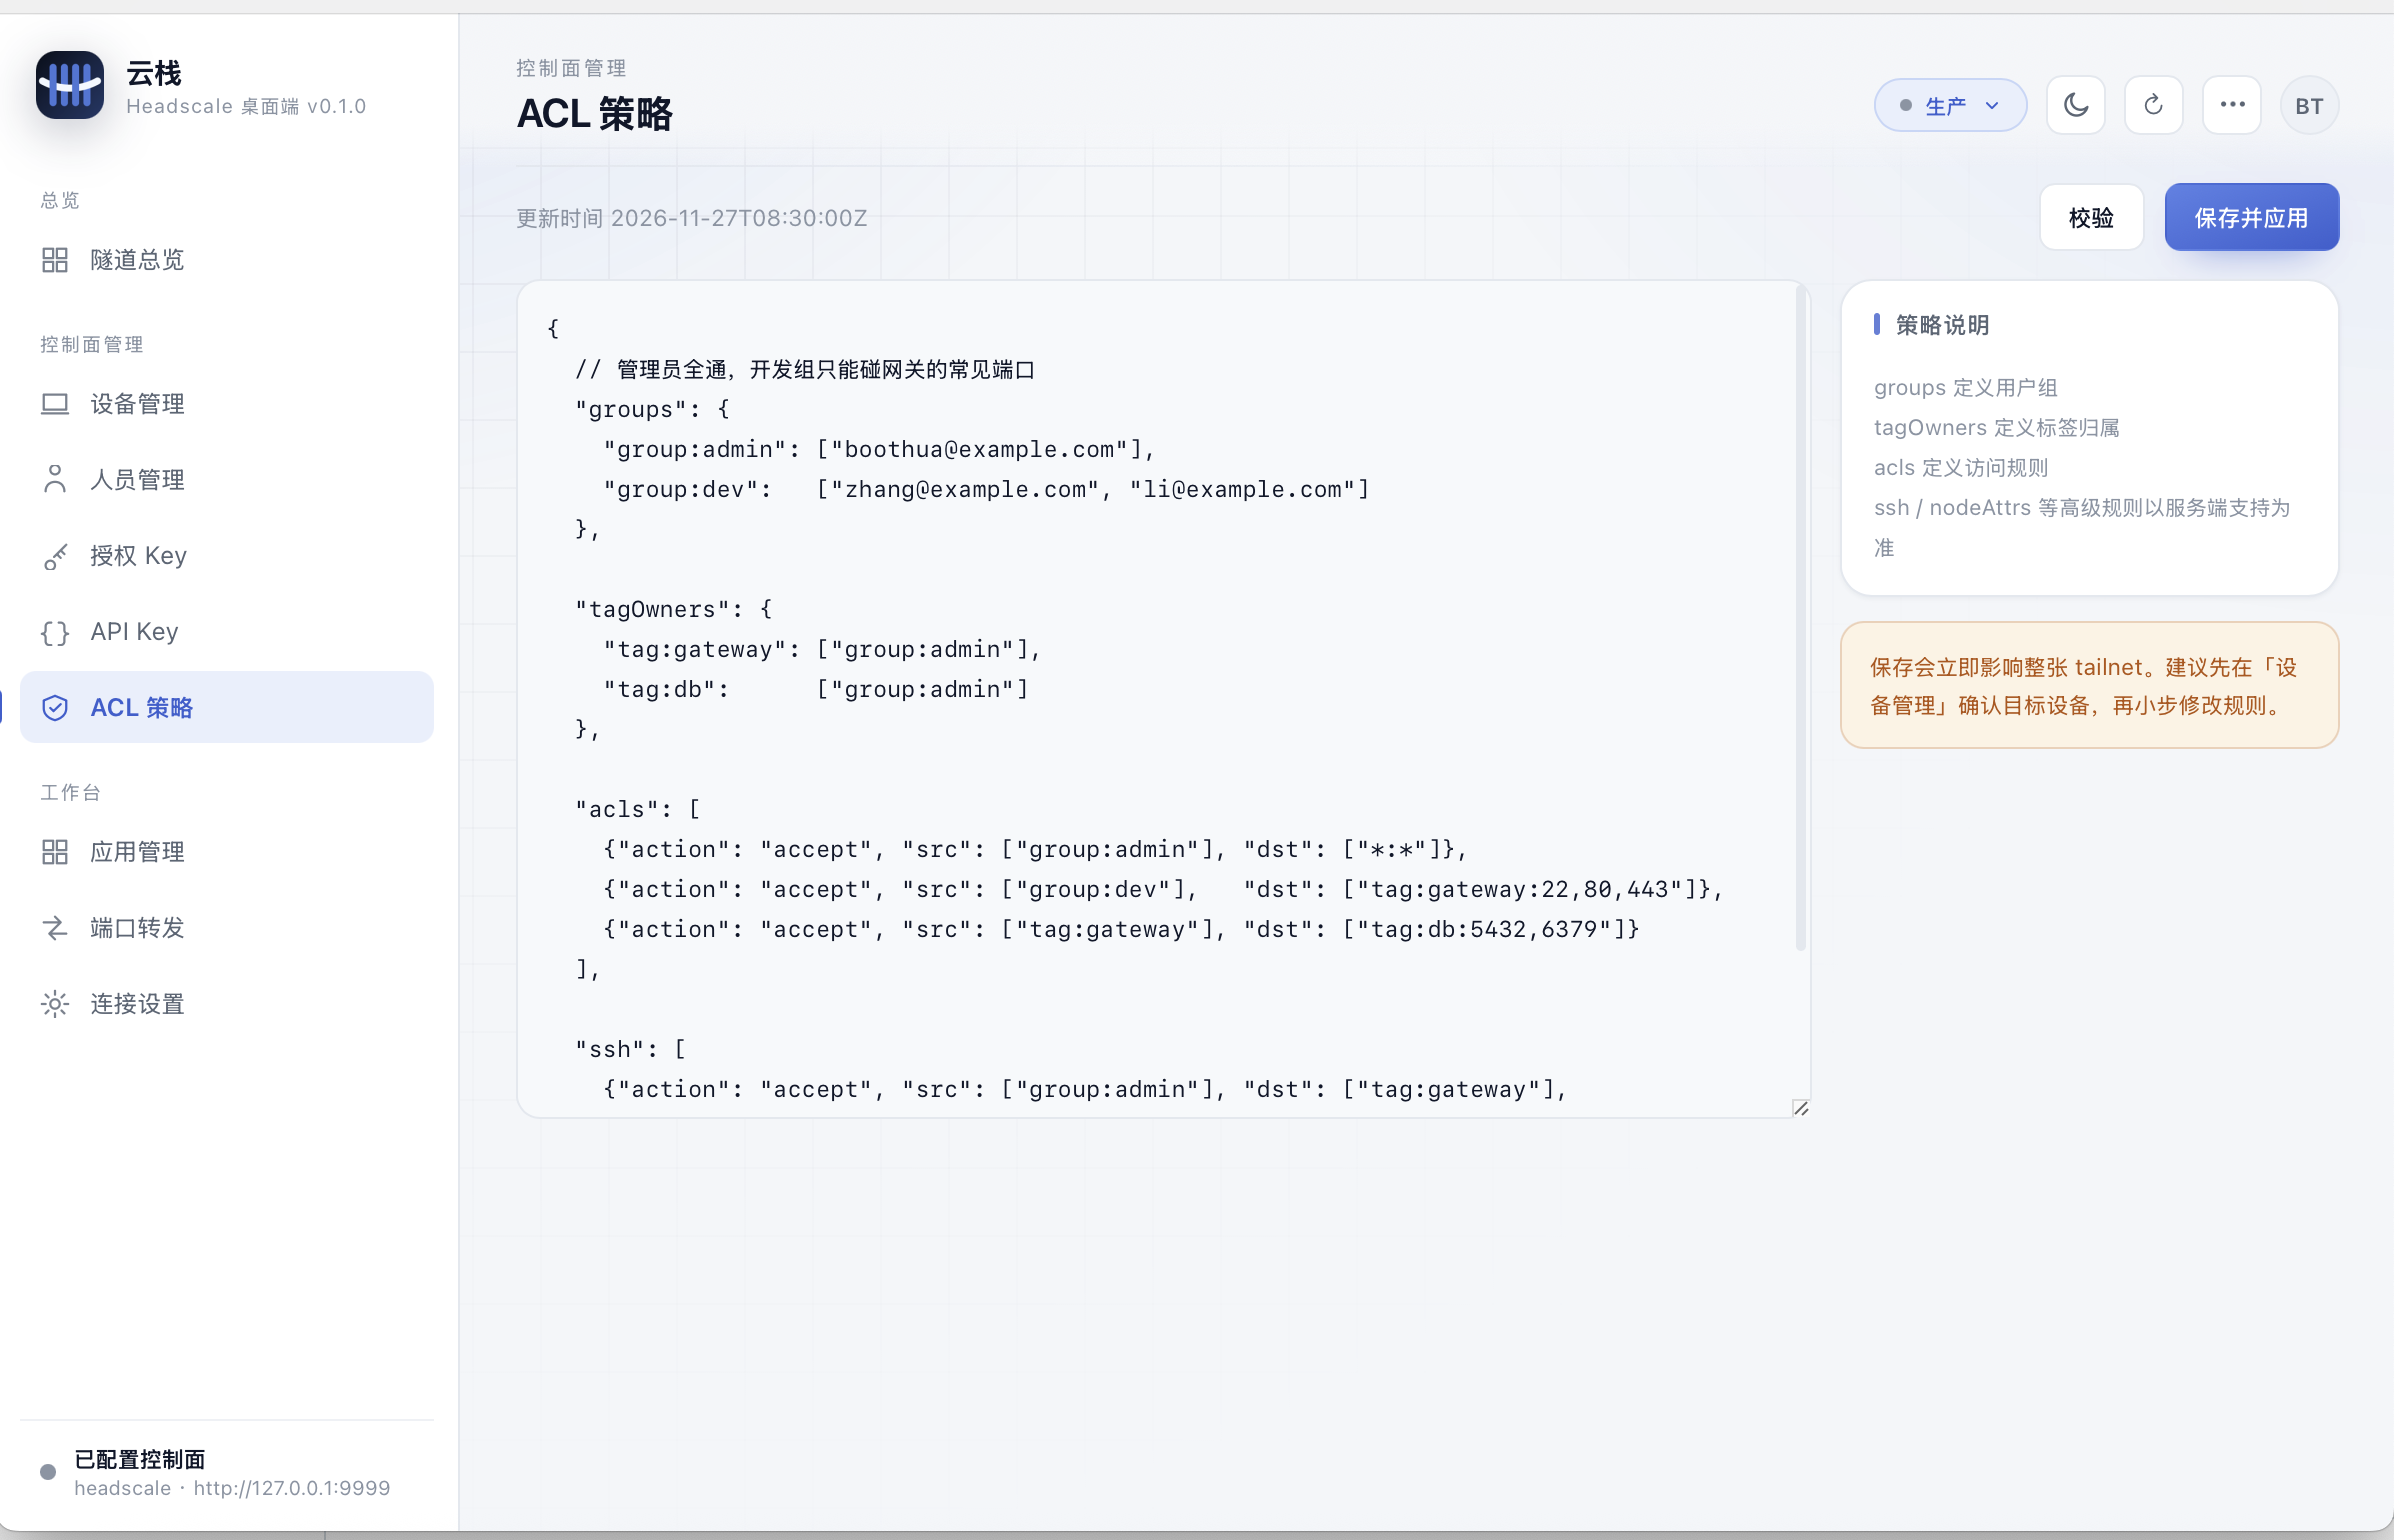 云栈
Headscale 桌面端 v0.1.0
总览
隧道总览
控制面管理
设备管理
人员管理
授权 Key
API Key
ACL 策略
工作台
应用管理
端口转发
连接设置
已配置控制面
headscale · http://127.0.0.1:9999
控制面管理
ACL 策略
生产
BT
更新时间 2026-11-27T08:30:00Z
校验
保存并应用
{
  // 管理员全通，开发组只能碰网关的常见端口
  "groups": {
    "group:admin": ["boothua@example.com"],
    "group:dev":   ["zhang@example.com", "li@example.com"]
  },
  "tagOwners": {
    "tag:gateway": ["group:admin"],
    "tag:db":      ["group:admin"]
  },
  "acls": [
    {"action": "accept", "src": ["group:admin"], "dst": ["*:*"]},
    {"action": "accept", "src": ["group:dev"],   "dst": ["tag:gateway:22,80,443"]},
    {"action": "accept", "src": ["tag:gateway"], "dst": ["tag:db:5432,6379"]}
  ],
  "ssh": [
    {"action": "accept", "src": ["group:admin"], "dst": ["tag:gateway"],
策略说明
groups 定义用户组
tagOwners 定义标签归属
acls 定义访问规则
ssh / nodeAttrs 等高级规则以服务端支持为
准
保存会立即影响整张 tailnet。建议先在「设
备管理」确认目标设备，再小步修改规则。